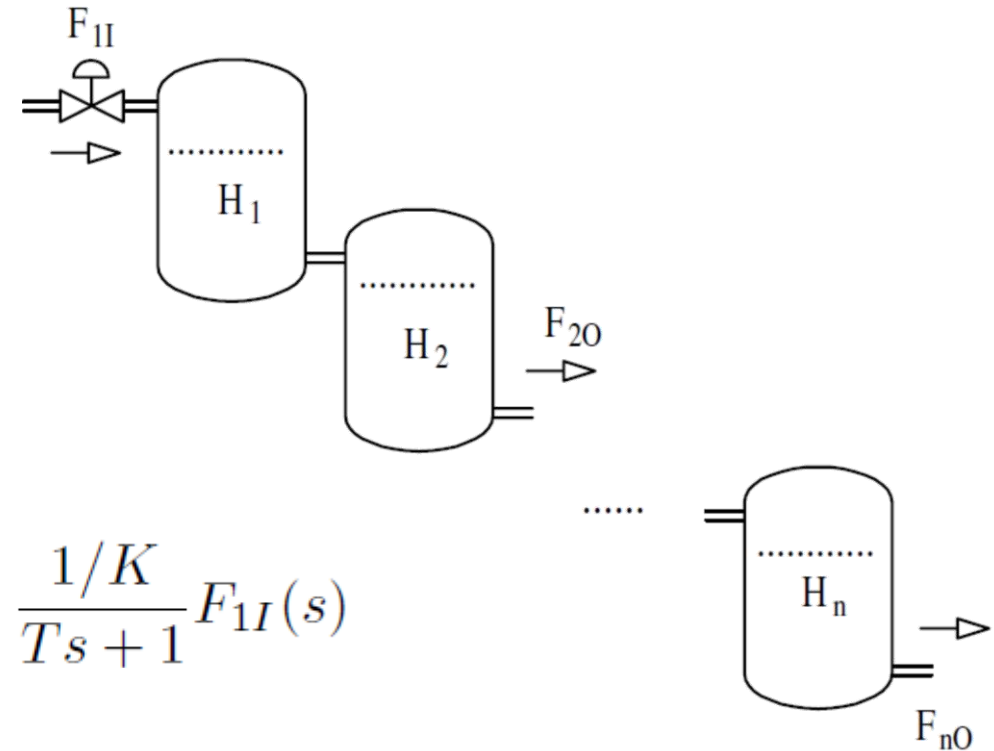 F1I
H1
H2
F2O
......
Hn
FnO
1/K
Ts + 1
F1I(s)